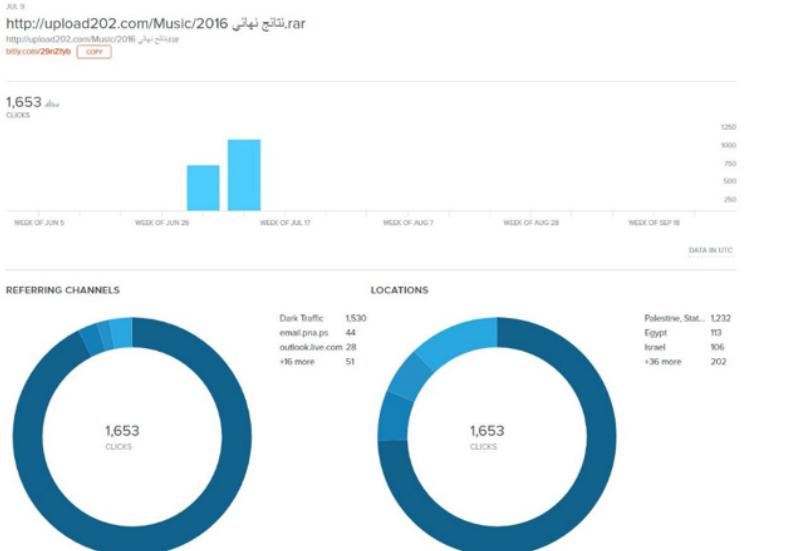 JUL 9
http://upload202.com/Music/2016 نتائج نهائي.rar
http://upload202.com/Music/2016 نتائج نهائي.rar
bitly.com/29nZfyb COPY
1,653
CLICKS
1250
1000
750
500
250
WEEK OF JUN 5 WEEK OF JUN 26 WEEK OF JUL 17 WEEK OF AUG 7 WEEK OF AUG 28 WEEK OF SEP 18
DATA IN UTC
REFERRING CHANNELS
Dark Traffic 1,530
email.pna.ps 44
outlook.live.com 28
+16 more 51
1,653
CLICKS
LOCATIONS
Palestine, Stat... 1,232
Egypt 113
Israel 106
+36 more 202
1,653
CLICKS